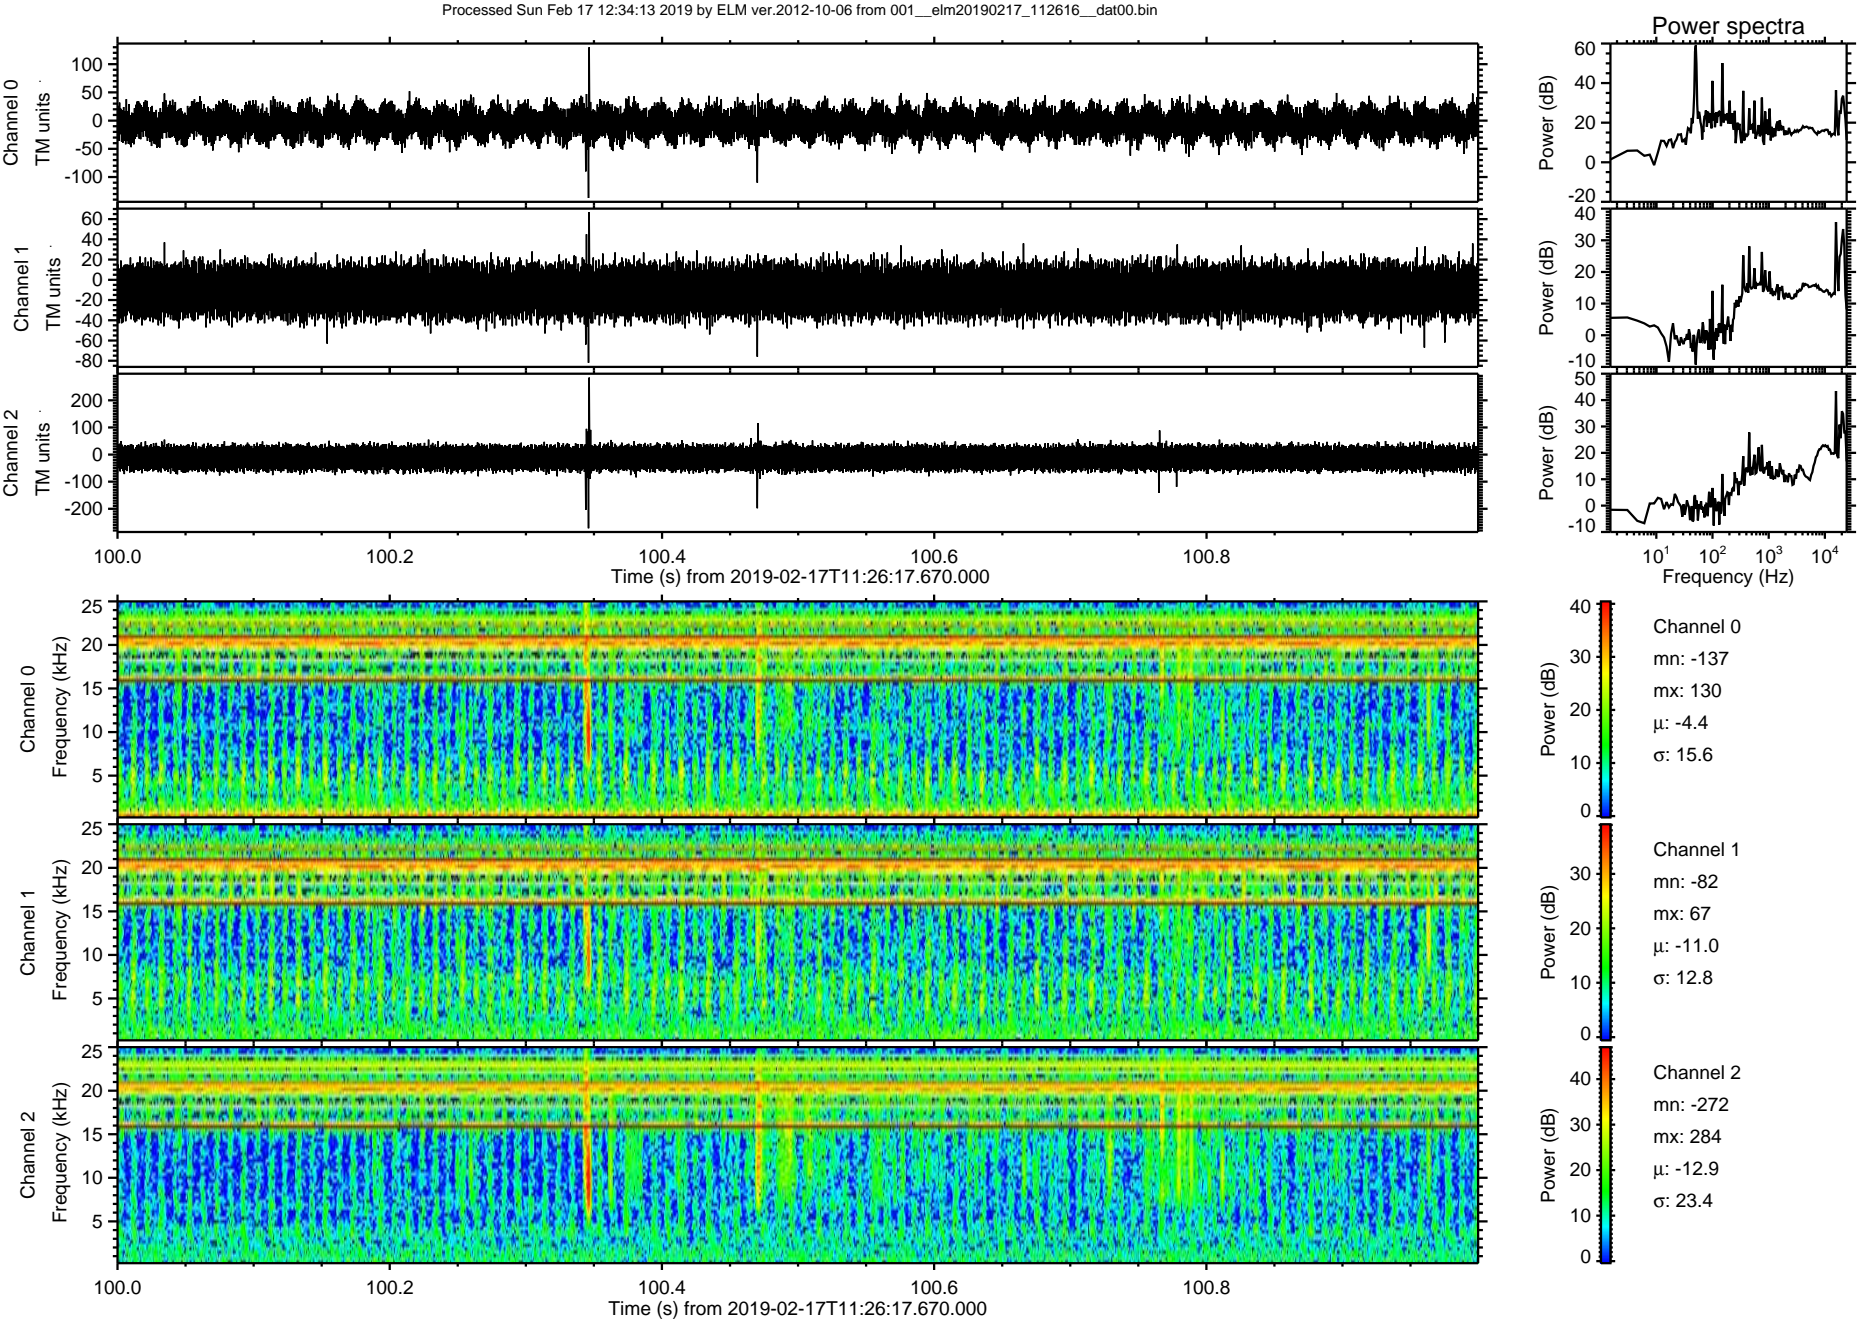 Processed Sun Feb 17 12:34:13 2019 by ELM ver.2012-10-06 from 001__elm20190217_112616__dat00.bin
Power spectra
Channel 0
TM units
100
50
0
-50
-100
Power (dB)
60
40
20
0
-20
Channel 1
TM units
60
40
20
0
-20
-40
-60
-80
Power (dB)
40
30
20
10
0
-10
Channel 2
TM units
200
100
0
-100
-200
Power (dB)
50
40
30
20
10
0
-10
100.0 100.2 100.4 100.6 100.8
Time (s) from 2019-02-17T11:26:17.670.000
10¹ 10² 10³ 10⁴
Frequency (Hz)
Channel 0
Frequency (kHz)
25
20
15
10
5
Power (dB)
40
30
20
10
0
Channel 0
mn: -137
mx: 130
μ: -4.4
σ: 15.6
Channel 1
Frequency (kHz)
25
20
15
10
5
Power (dB)
30
20
10
0
Channel 1
mn: -82
mx: 67
μ: -11.0
σ: 12.8
Channel 2
Frequency (kHz)
25
20
15
10
5
Power (dB)
40
30
20
10
0
Channel 2
mn: -272
mx: 284
μ: -12.9
σ: 23.4
100.0 100.2 100.4 100.6 100.8
Time (s) from 2019-02-17T11:26:17.670.000